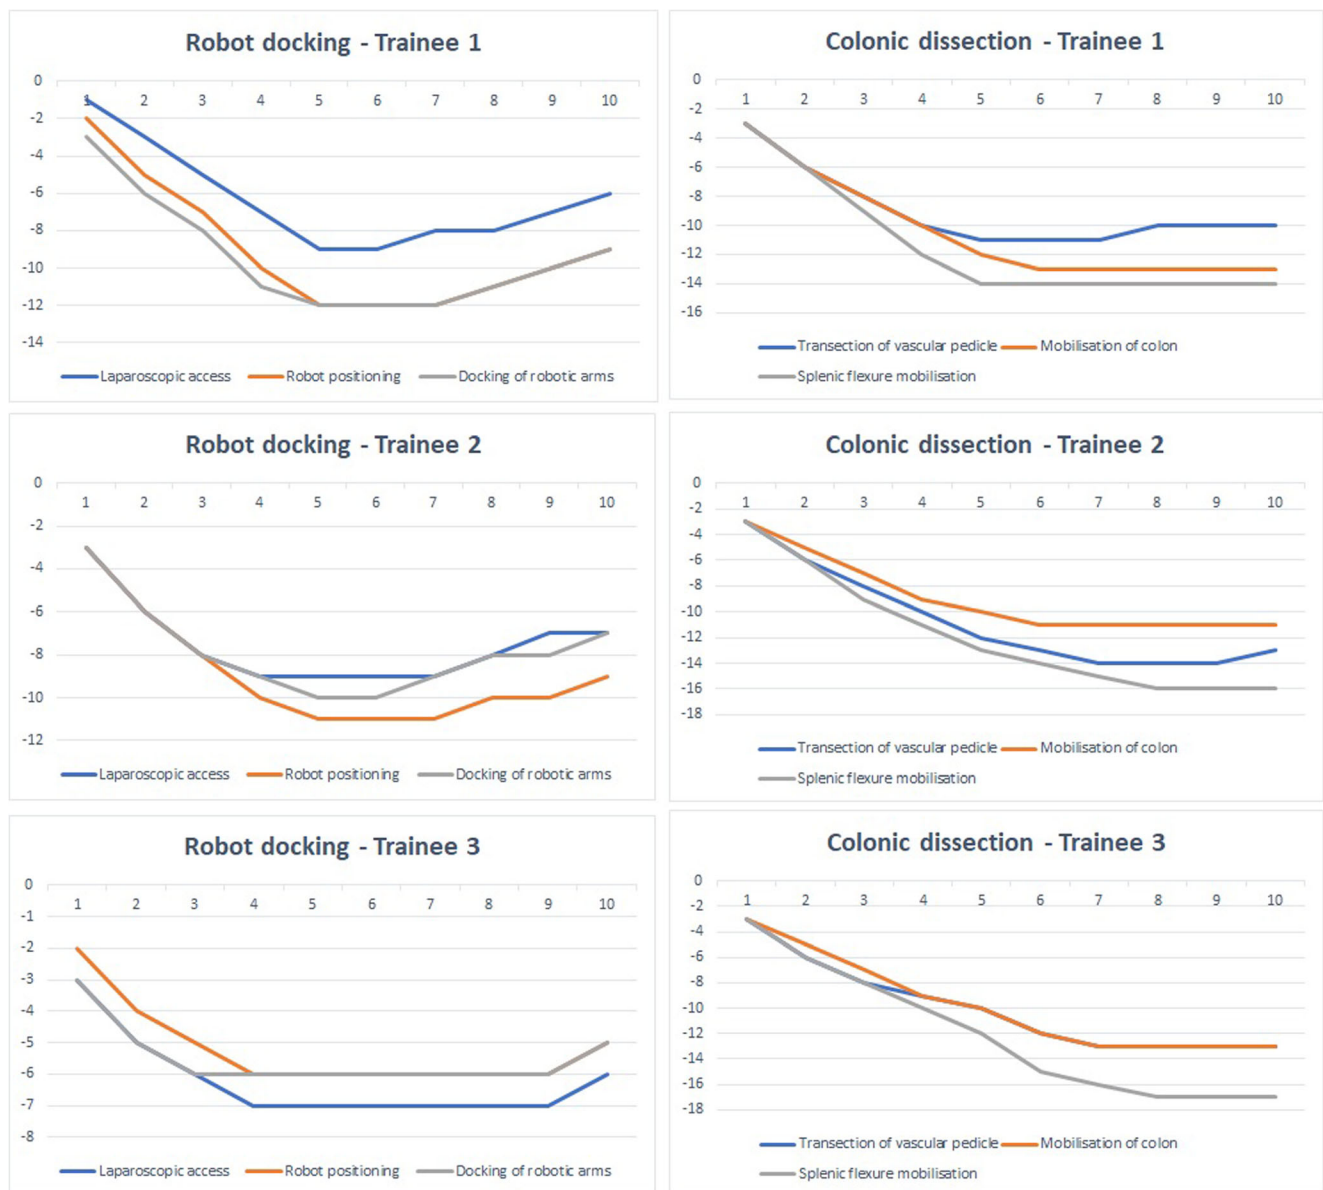 Robot docking - Trainee 1
0
1 2 3 4 5 6 7 8 9 10
-2
-4
-6
-8
-10
-12
-14
Laparoscopic access Robot positioning Docking of robotic arms
Colonic dissection - Trainee 1
0
1 2 3 4 5 6 7 8 9 10
-2
-4
-6
-8
-10
-12
-14
-16
Transection of vascular pedicle Mobilisation of colon
Splenic flexure mobilisation
Robot docking - Trainee 2
0
1 2 3 4 5 6 7 8 9 10
-2
-4
-6
-8
-10
-12
Laparoscopic access Robot positioning Docking of robotic arms
Colonic dissection - Trainee 2
0
1 2 3 4 5 6 7 8 9 10
-2
-4
-6
-8
-10
-12
-14
-16
-18
Transection of vascular pedicle Mobilisation of colon
Splenic flexure mobilisation
Robot docking - Trainee 3
0
1 2 3 4 5 6 7 8 9 10
-1
-2
-3
-4
-5
-6
-7
-8
Laparoscopic access Robot positioning Docking of robotic arms
Colonic dissection - Trainee 3
0
1 2 3 4 5 6 7 8 9 10
-2
-4
-6
-8
-10
-12
-14
-16
-18
Transection of vascular pedicle Mobilisation of colon
Splenic flexure mobilisation